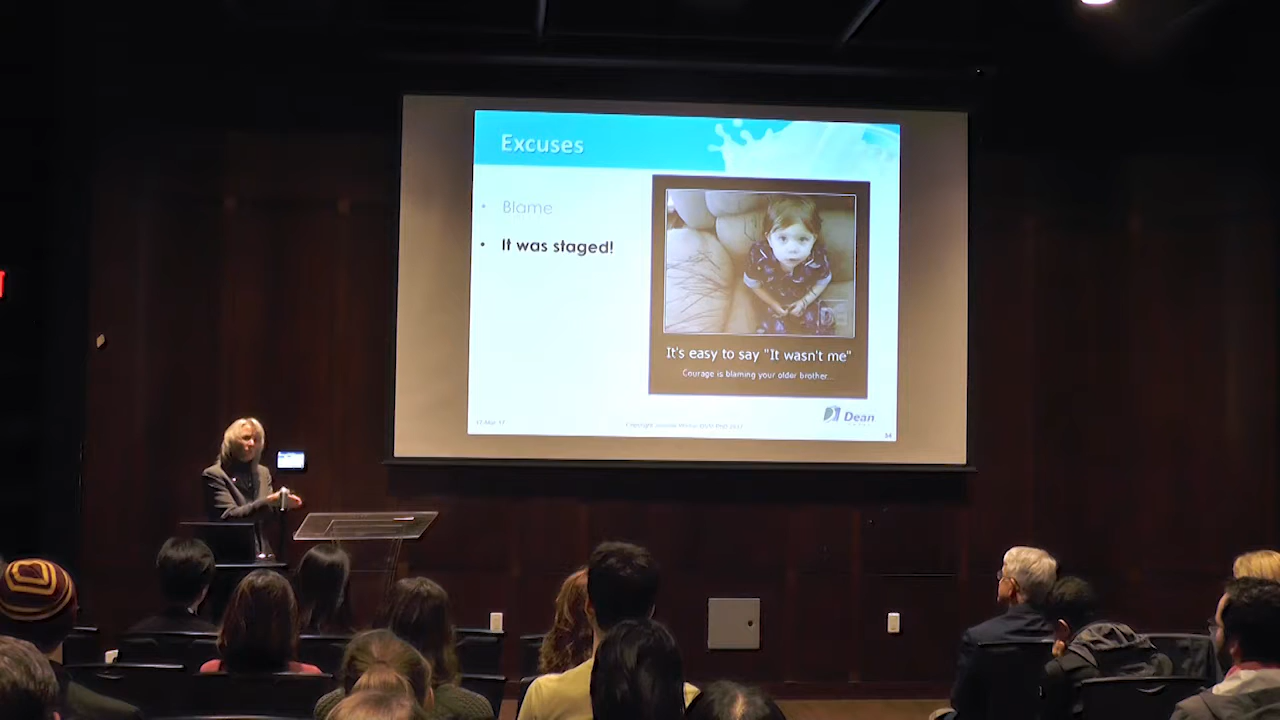 Excuses
• Blame
• It was staged!
It's easy to say "It wasn't me"
Courage is blaming your older brother...
Dean
54